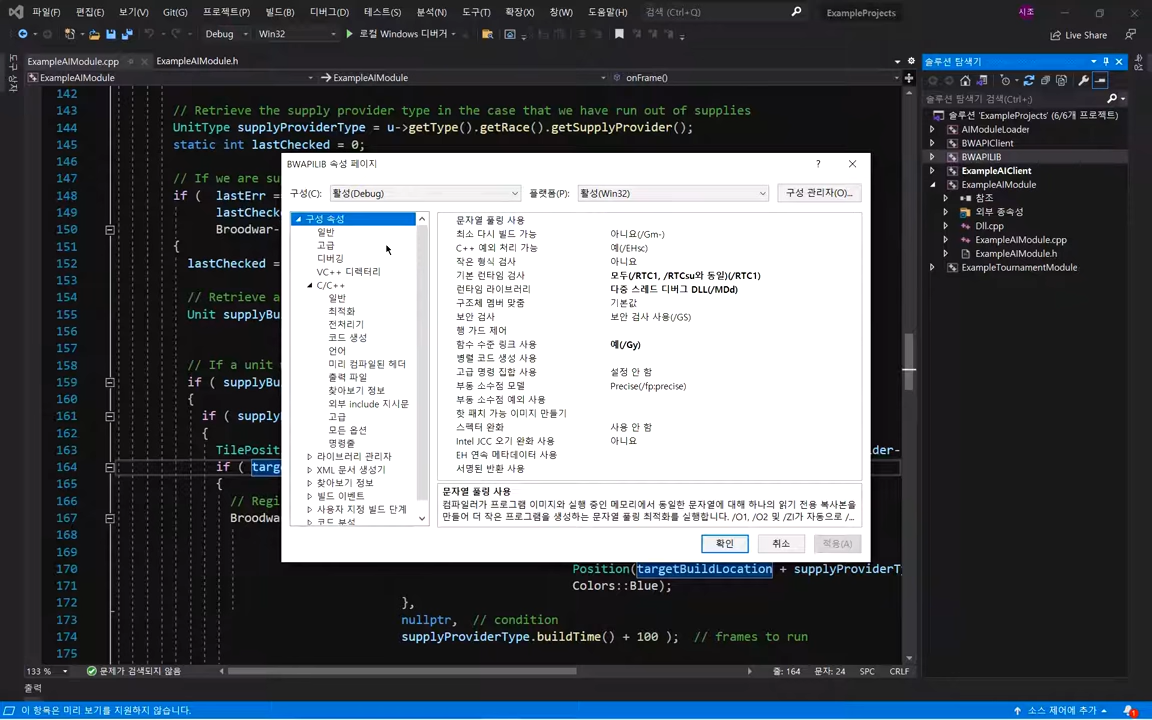 파일(F) 편집(E) 보기(V) Git(G) 프로젝트(P) 빌드(B) 디버그(D) 테스트(S) 분석(N) 도구(T) 확장(X) 창(W) 도움말(H) 검색 (Ctrl+Q) ExampleProjects 시조
Debug Win32 로컬 Windows 디버거 Live Share
ExampleAIModule.cpp ExampleAIModule.h
ExampleAIModule ExampleAIModule onFrame()
142
143 // Retrieve the supply provider type in the case that we have run out of supplies
144 UnitType supplyProviderType = u->getType().getRace().getSupplyProvider();
145 static int lastChecked = 0;
146
147 // If we are su
148 if ( lastErr =
149 lastCheck
150 Broodwar-
151 {
152 lastChecked =
153
154 // Retrieve a
155 Unit supplyBu
156
157
158 // If a unit
159 if ( supplyBu
160 {
161 if ( supply
162 {
163 TilePosit
164 if ( targ
165 {
166 // Regi
167 Broodwa
168
169
170 Position(targetBuildLocation + supplyProviderT
171 Colors::Blue);
172 },
173 nullptr, // condition
174 supplyProviderType.buildTime() + 100 ); // frames to run
175
BWAPILIB 속성 페이지 ?
구성(C): 활성(Debug) 플랫폼(P): 활성(Win32) 구성 관리자(O)...
구성 속성
일반
고급
디버깅
VC++ 디렉터리
C/C++
일반
최적화
전처리기
코드 생성
언어
미리 컴파일된 헤더
출력 파일
찾아보기 정보
외부 include 지시문
고급
모든 옵션
명령줄
라이브러리 관리자
XML 문서 생성기
찾아보기 정보
빌드 이벤트
사용자 지정 빌드 단계
코드 분석
문자열 풀링 사용
최소 다시 빌드 가능 아니요(/Gm-)
C++ 예외 처리 가능 예(/EHsc)
작은 형식 검사 아니요
기본 런타임 검사 모두(/RTC1, /RTCsu와 동일)(/RTC1)
런타임 라이브러리 다중 스레드 디버그 DLL(/MDd)
구조체 멤버 맞춤 기본값
보안 검사 보안 검사 사용(/GS)
행 가드 제어
함수 수준 링크 사용 예(/Gy)
병렬 코드 생성 사용
고급 명령 집합 사용 설정 안 함
부동 소수점 모델 Precise(/fp:precise)
부동 소수점 예외 사용
핫 패치 가능 이미지 만들기
스펙터 완화 사용 안 함
Intel JCC 오기 완화 사용 아니요
EH 연속 메타데이터 사용
서명된 반환 사용
문자열 풀링 사용
컴파일러가 프로그램 이미지와 실행 중인 메모리에서 동일한 문자열에 대해 하나의 읽기 전용 복사본을
만들어 더 작은 프로그램을 생성하는 문자열 풀링 최적화를 실행합니다. /O1, /O2 및 /ZI가 자동으로 /...
확인 취소 적용(A)
솔루션 탐색기
솔루션 탐색기 검색(Ctrl+;)
솔루션 'ExampleProjects' (6/6개 프로젝트)
AIModuleLoader
BWAPIClient
BWAPILIB
ExampleAIClient
ExampleAIModule
참조
외부 종속성
Dll.cpp
ExampleAIModule.cpp
ExampleAIModule.h
ExampleTournamentModule
133 % 문제가 검색되지 않음 줄: 164 문자: 24 SPC CRLF
출력
이 항목은 미리 보기를 지원하지 않습니다. 소스 제어에 추가